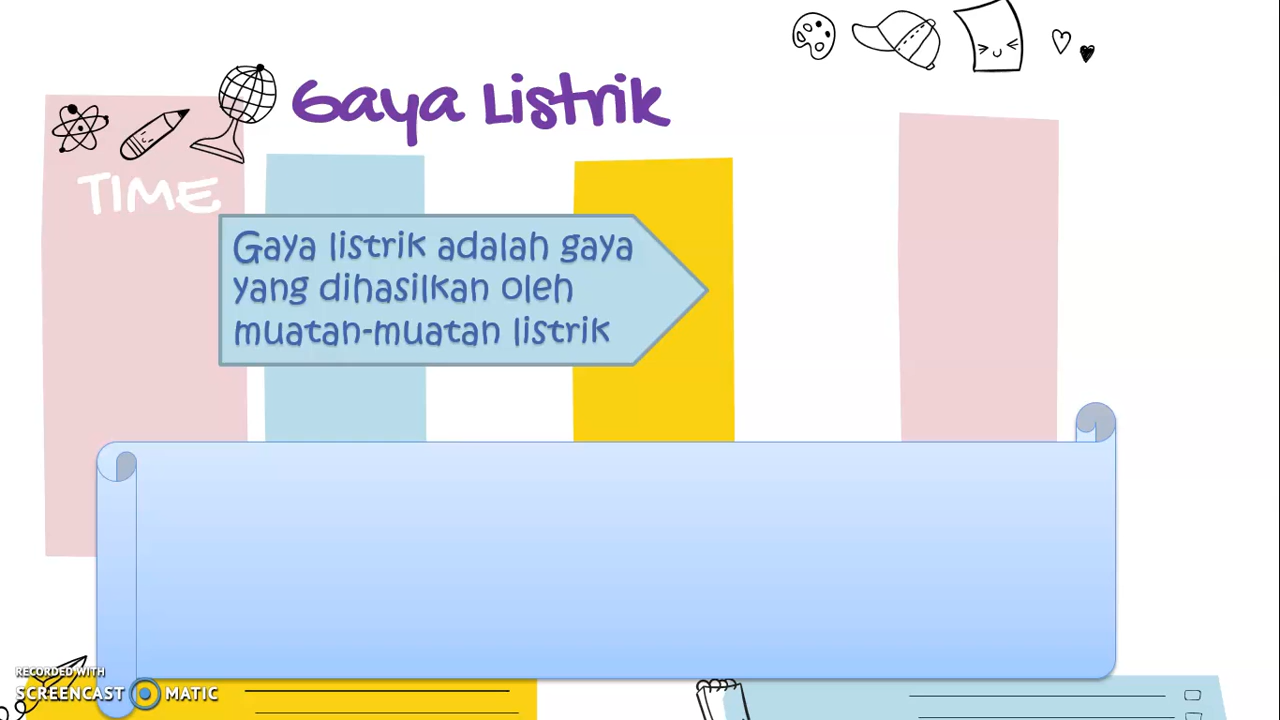 Gaya Listrik
TIME
Gaya listrik adalah gaya
yang dihasilkan oleh
muatan-muatan listrik
RECORDED WITH
SCREENCAST MATIC